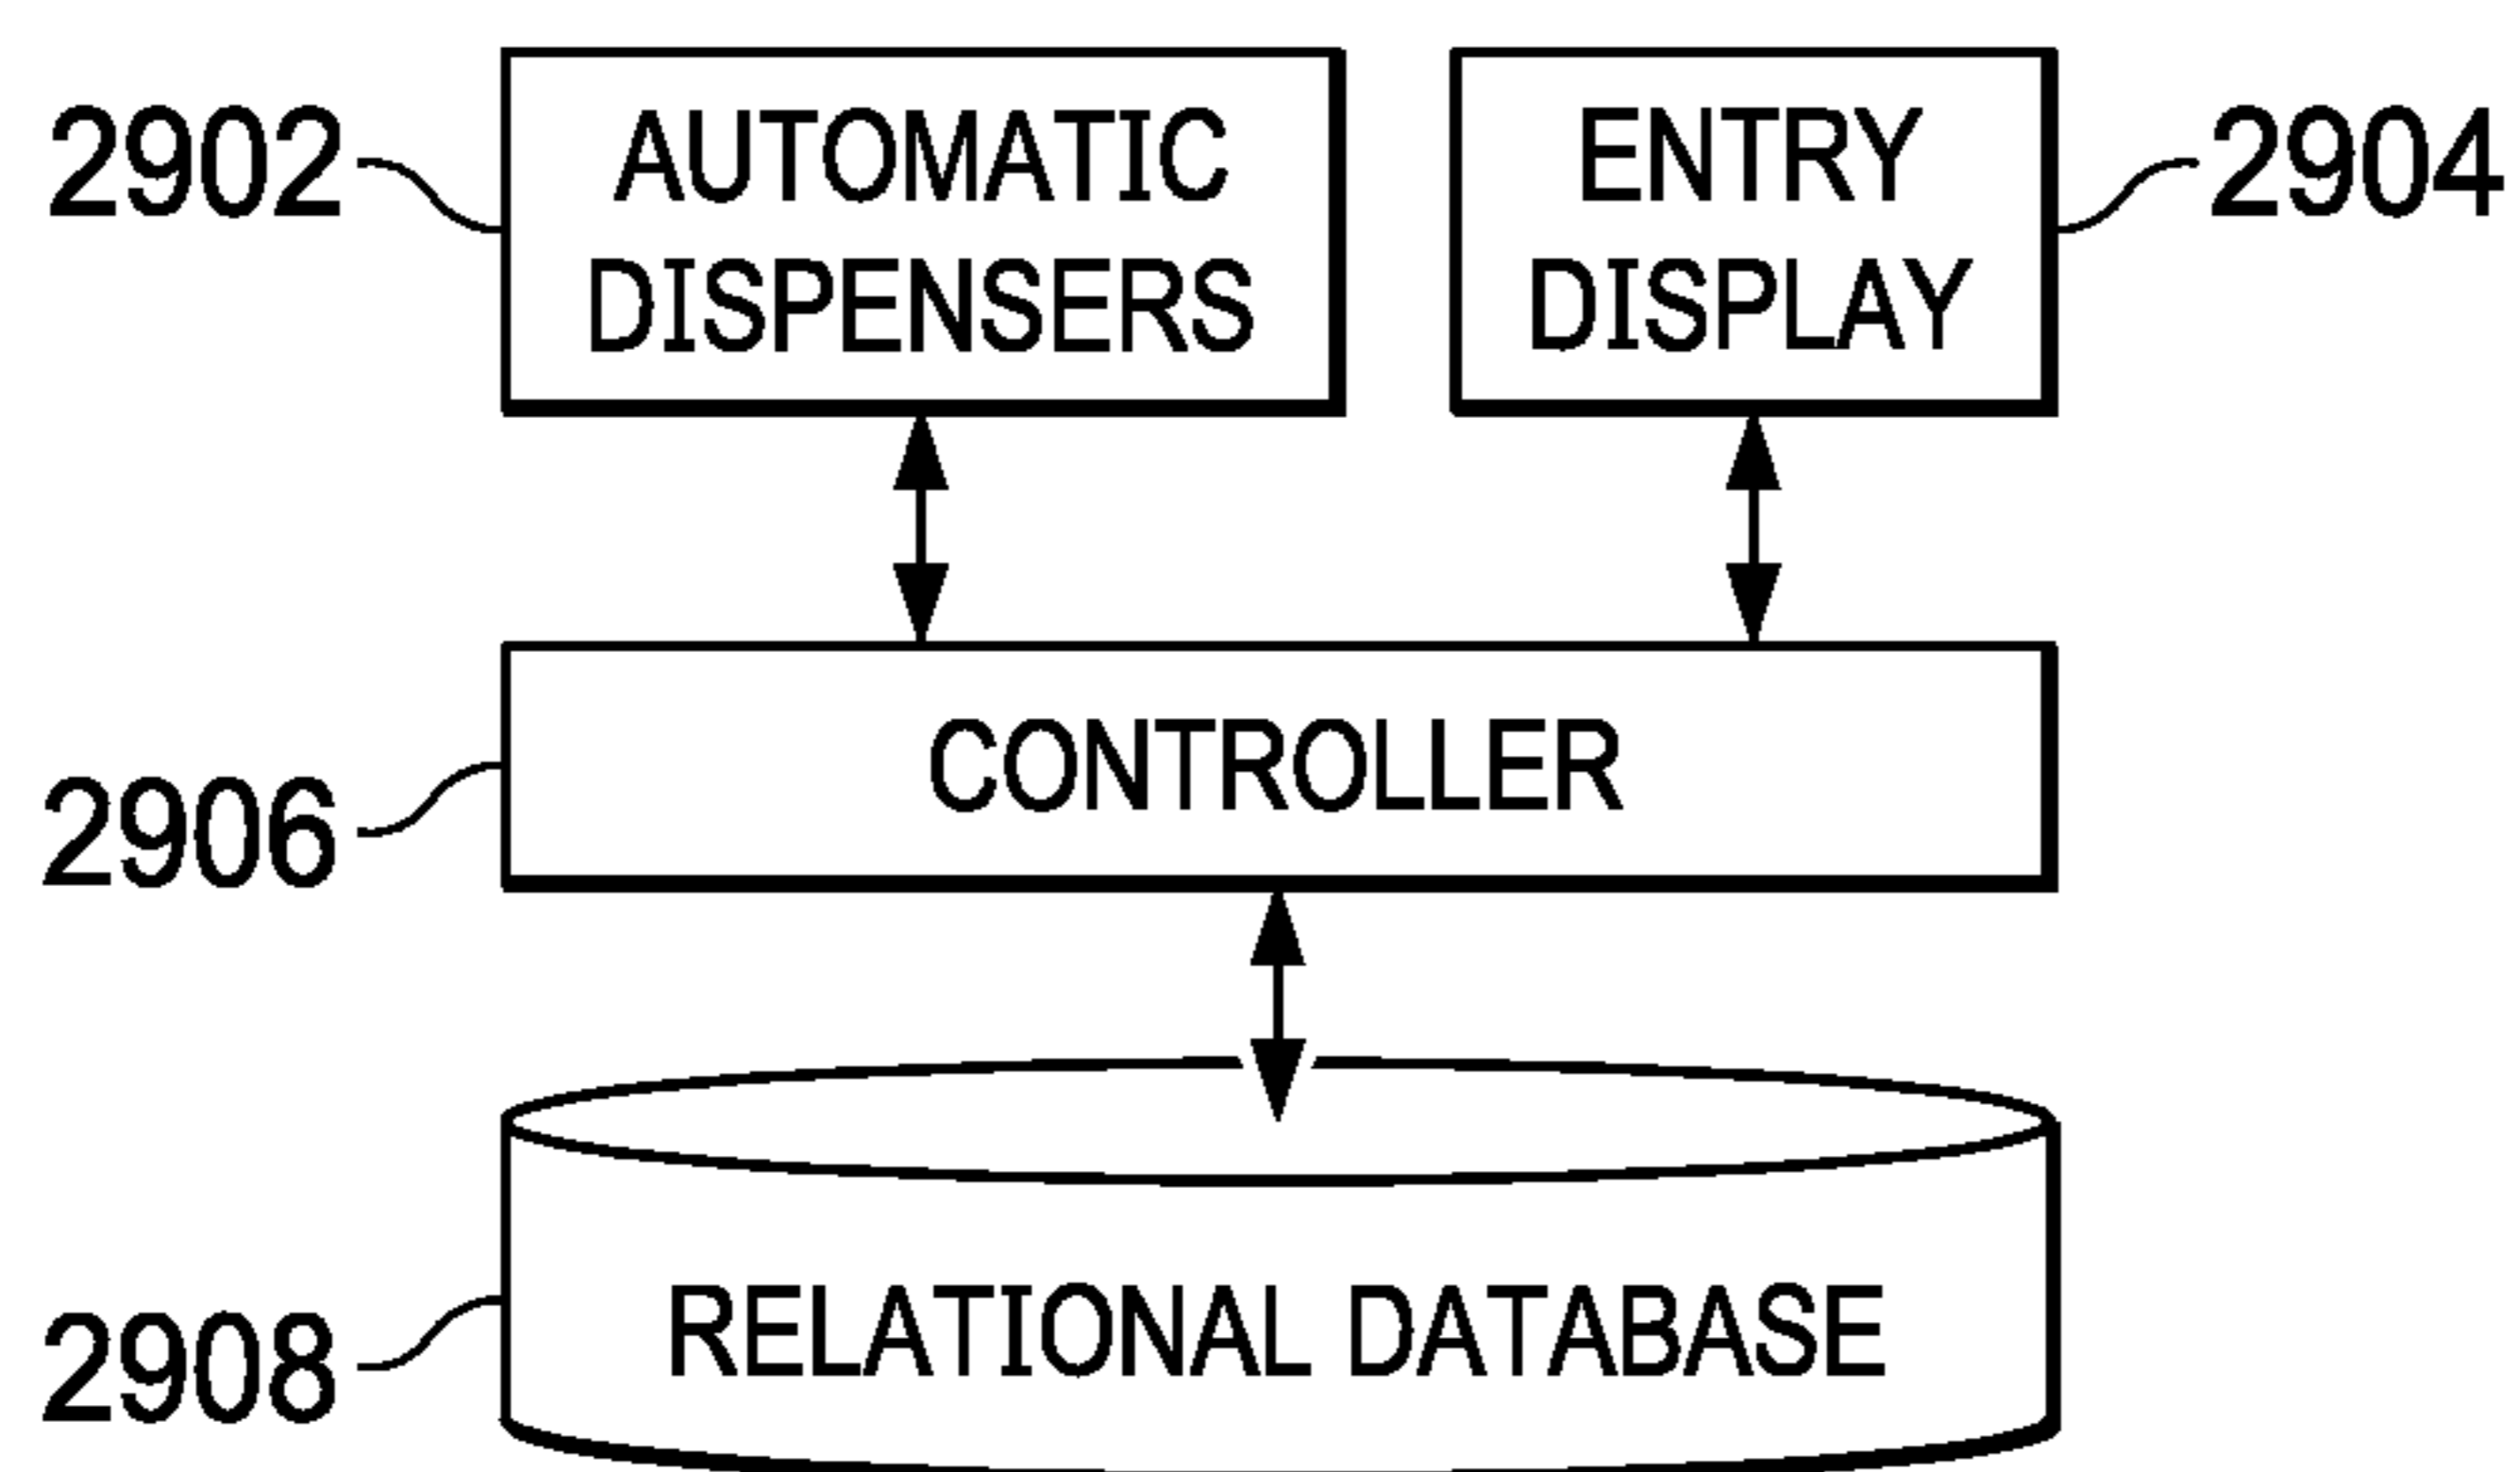 2902
AUTOMATIC
DISPENSERS
ENTRY
DISPLAY
2904
2906
CONTROLLER
2908
RELATIONAL DATABASE